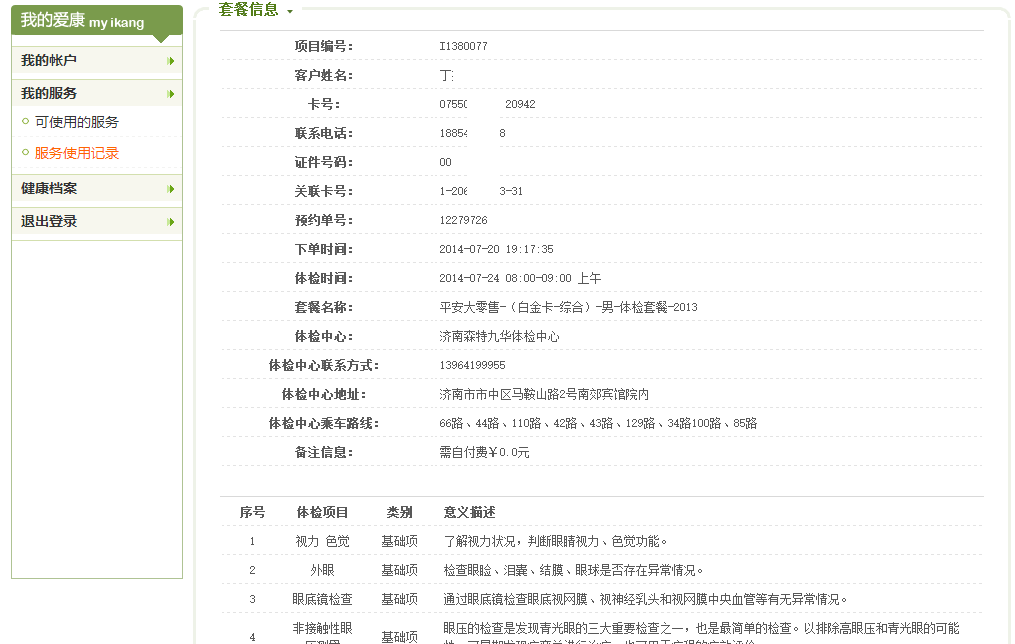 我的爱康 my ikang
我的帐户
我的服务
可使用的服务
服务使用记录
健康档案
退出登录
套餐信息
项目编号： I1380077
客户姓名： 丁
卡号： 0755 20942
联系电话： 1885 8
证件号码： 00
关联卡号： 1-20 3-31
预约单号： 12279726
下单时间： 2014-07-20 19:17:35
体检时间： 2014-07-24 08:00-09:00 上午
套餐名称： 平安大零售-（白金卡-综合）-男-体检套餐-2013
体检中心： 济南森特九华体检中心
体检中心联系方式： 13964199955
体检中心地址： 济南市市中区马鞍山路2号南郊宾馆院内
体检中心乘车路线： 66路、44路、110路、42路、43路、129路、34路100路、85路
备注信息： 需自付费￥0.0元
序号 体检项目 类别 意义描述
1 视力 色觉 基础项 了解视力状况，判断眼睛视力、色觉功能。
2 外眼 基础项 检查眼睑、泪囊、结膜、眼球是否存在异常情况。
3 眼底镜检查 基础项 通过眼底镜检查眼底视网膜、视神经乳头和视网膜中央血管等有无异常情况。
4 非接触性眼 基础项 眼压的检查是发现青光眼的三大重要检查之一，也是最简单的检查。以排除高眼压和青光眼的可能